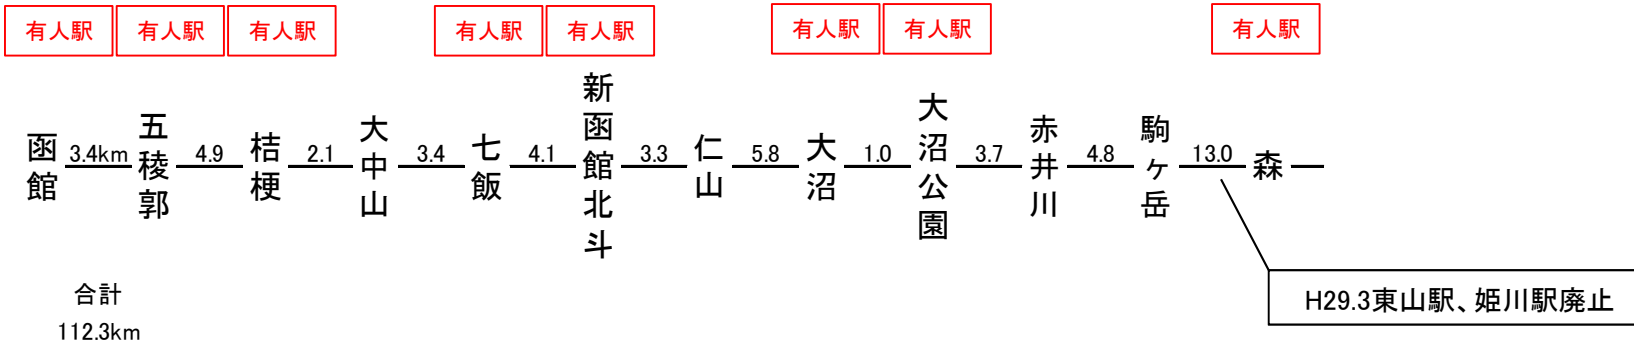 有人駅 有人駅 有人駅 有人駅 有人駅 有人駅 有人駅 有人駅
函館 3.4km 五稜郭 4.9 桔梗 2.1 大中山 3.4 七飯 4.1 新函館北斗 3.3 仁山 5.8 大沼 1.0 大沼公園 3.7 赤井川 4.8 駒ヶ岳 13.0 森
H29.3東山駅、姫川駅廃止
合計
112.3km